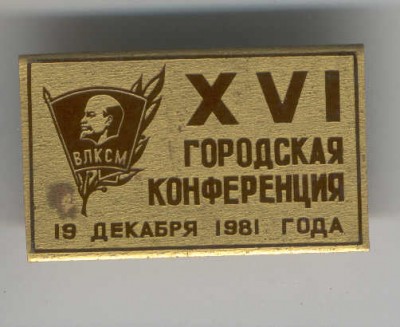 XVI
ВЛКСМ
ГОРОДСКАЯ
КОНФЕРЕНЦИЯ
19 ДЕКАБРЯ 1981 ГОДА